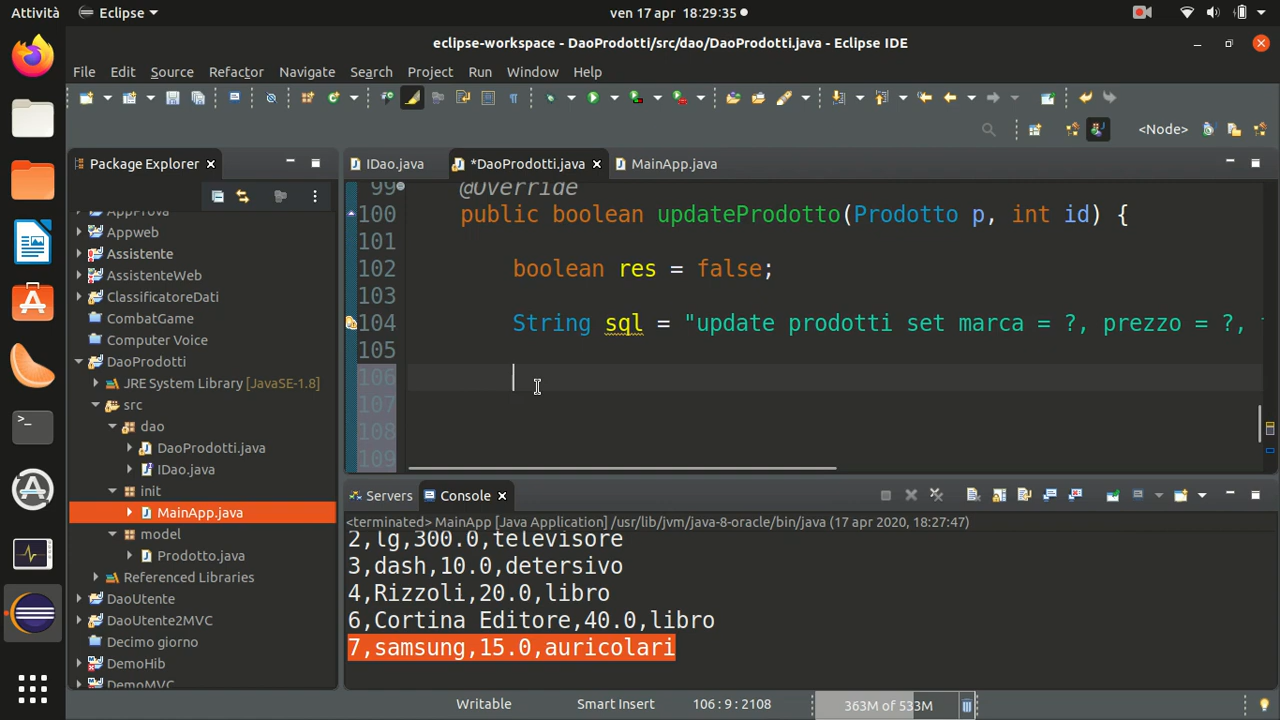 Attività Eclipse ven 17 apr 18:29:35
eclipse-workspace - DaoProdotti/src/dao/DaoProdotti.java - Eclipse IDE
File Edit Source Refactor Navigate Search Project Run Window Help
<Node>
Package Explorer
IDao.java *DaoProdotti.java MainApp.java
AppProva
Appweb
Assistente
AssistenteWeb
ClassificatoreDati
CombatGame
Computer Voice
DaoProdotti
JRE System Library [JavaSE-1.8]
src
dao
DaoProdotti.java
IDao.java
init
MainApp.java
model
Prodotto.java
Referenced Libraries
DaoUtente
DaoUtente2MVC
Decimo giorno
DemoHib
DemoMVC
99 @Override
100 public boolean updateProdotto(Prodotto p, int id) {
101
102 boolean res = false;
103
104 String sql = "update prodotti set marca = ?, prezzo = ?,
105
106
107
108
109
Servers Console
<terminated> MainApp [Java Application] /usr/lib/jvm/java-8-oracle/bin/java (17 apr 2020, 18:27:47)
2,lg,300.0,televisore
3,dash,10.0,detersivo
4,Rizzoli,20.0,libro
6,Cortina Editore,40.0,libro
7,samsung,15.0,auricolari
Writable Smart Insert 106:9:2108 363M of 533M